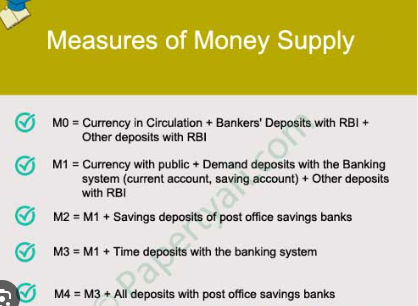 Measures of Money Supply
M0 = Currency in Circulation + Bankers' Deposits with RBI +
Other deposits with RBI
M1 = Currency with public + Demand deposits with the Banking
system (current account, saving account) + Other deposits
with RBI
M2 = M1 + Savings deposits of post office savings banks
M3 = M1 + Time deposits with the banking system
M4 = M3 + All deposits with post office savings banks
© Papertyari.com